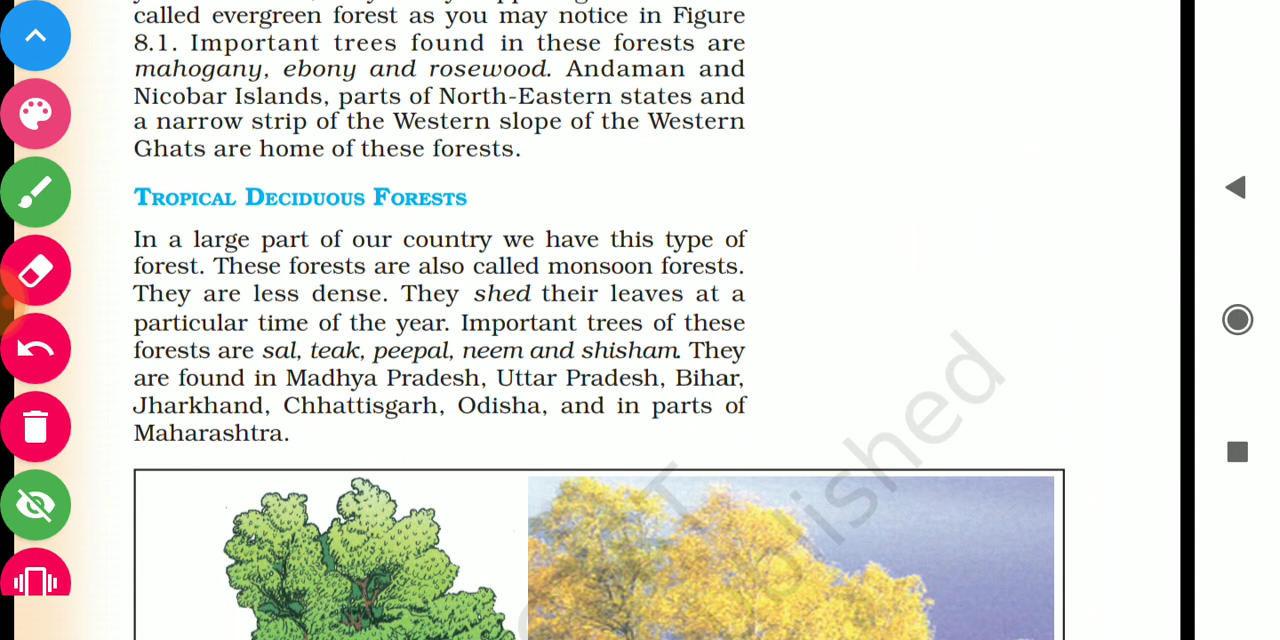 called evergreen forest as you may notice in Figure
8.1. Important trees found in these forests are
mahogany, ebony and rosewood. Andaman and
Nicobar Islands, parts of North-Eastern states and
a narrow strip of the Western slope of the Western
Ghats are home of these forests.
TROPICAL DECIDUOUS FORESTS
In a large part of our country we have this type of
forest. These forests are also called monsoon forests.
They are less dense. They shed their leaves at a
particular time of the year. Important trees of these
forests are sal, teak, peepal, neem and shisham. They
are found in Madhya Pradesh, Uttar Pradesh, Bihar,
Jharkhand, Chhattisgarh, Odisha, and in parts of
Maharashtra.